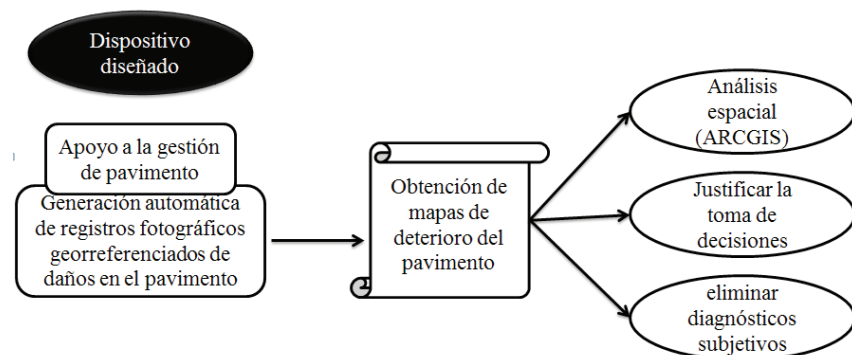 Dispositivo
diseñado
Apoyo a la gestión
de pavimento
Generación automática
de registros fotográficos
georreferenciados de
daños en el pavimento
Obtención de
mapas de
deterioro del
pavimento
Análisis
espacial
(ARCGIS)
Justificar la
toma de
decisiones
eliminar
diagnósticos
subjetivos